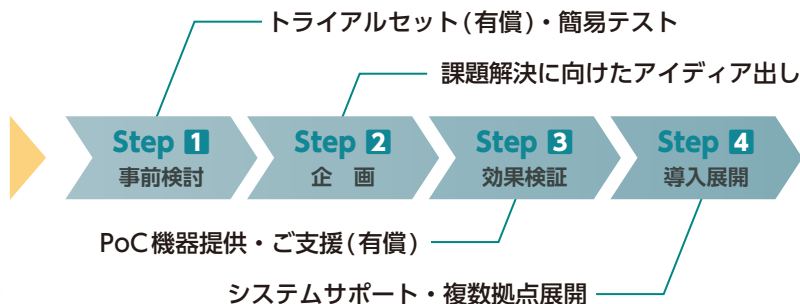 トライアルセット(有償)・簡易テスト
課題解決に向けたアイディア出し
Step 1
事前検討
Step 2
企　画
Step 3
効果検証
Step 4
導入展開
PoC機器提供・ご支援(有償)
システムサポート・複数拠点展開